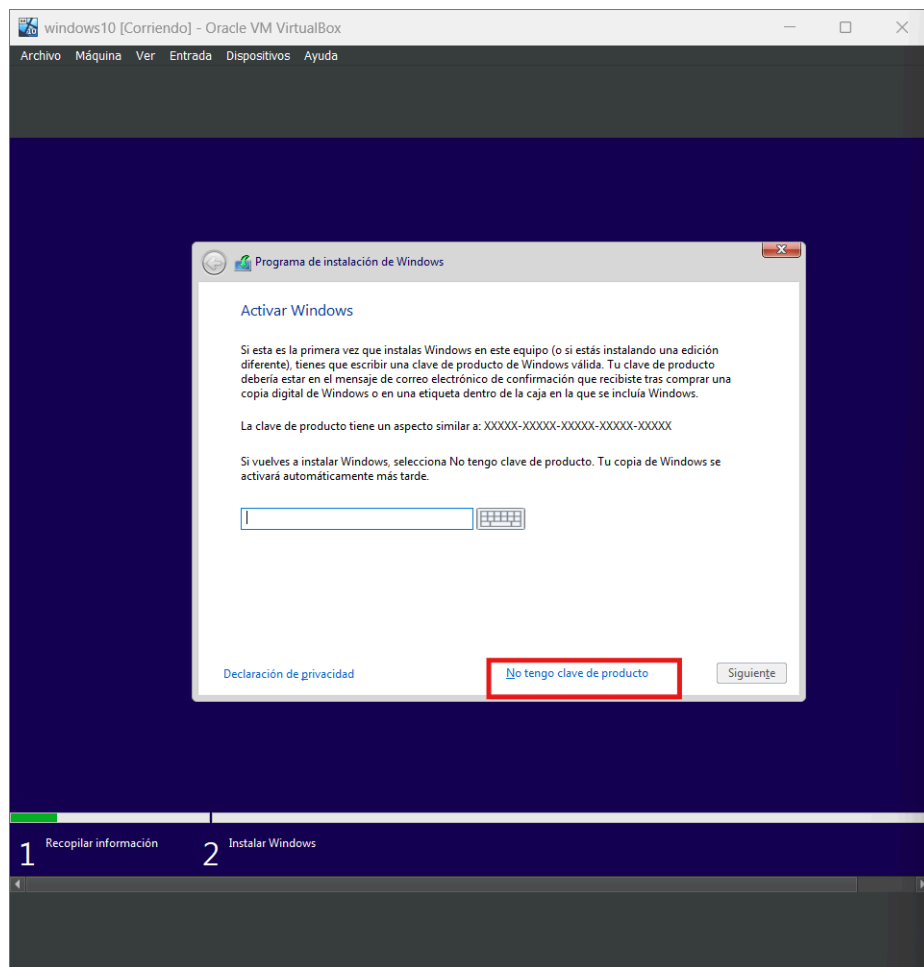 windows10 [Corriendo] - Oracle VM VirtualBox
Archivo Máquina Ver Entrada Dispositivos Ayuda
Programa de instalación de Windows
Activar Windows
Si esta es la primera vez que instalas Windows en este equipo (o si estás instalando una edición
diferente), tienes que escribir una clave de producto de Windows válida. Tu clave de producto
debería estar en el mensaje de correo electrónico de confirmación que recibiste tras comprar una
copia digital de Windows o en una etiqueta dentro de la caja en la que se incluía Windows.
La clave de producto tiene un aspecto similar a: XXXXX-XXXXX-XXXXX-XXXXX-XXXXX
Si vuelves a instalar Windows, selecciona No tengo clave de producto. Tu copia de Windows se
activará automáticamente más tarde.
Declaración de privacidad No tengo clave de producto Siguiente
1 Recopilar información 2 Instalar Windows